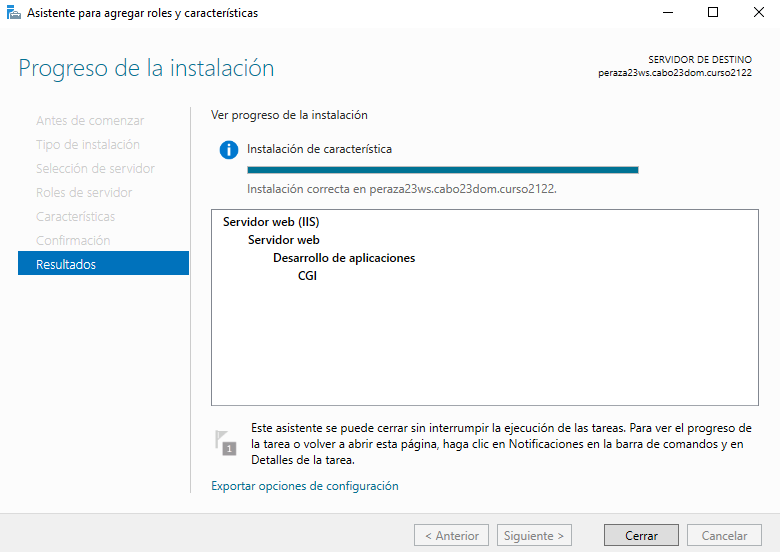 Asistente para agregar roles y características
Progreso de la instalación
SERVIDOR DE DESTINO
peraza23ws.cabo23dom.curso2122
Antes de comenzar
Tipo de instalación
Selección de servidor
Roles de servidor
Características
Confirmación
Resultados
Ver progreso de la instalación
Instalación de característica
Instalación correcta en peraza23ws.cabo23dom.curso2122.
Servidor web (IIS)
Servidor web
Desarrollo de aplicaciones
CGI
1
Este asistente se puede cerrar sin interrumpir la ejecución de las tareas. Para ver el progreso de
la tarea o volver a abrir esta página, haga clic en Notificaciones en la barra de comandos y en
Detalles de la tarea.
Exportar opciones de configuración
< Anterior
Siguiente >
Cerrar
Cancelar